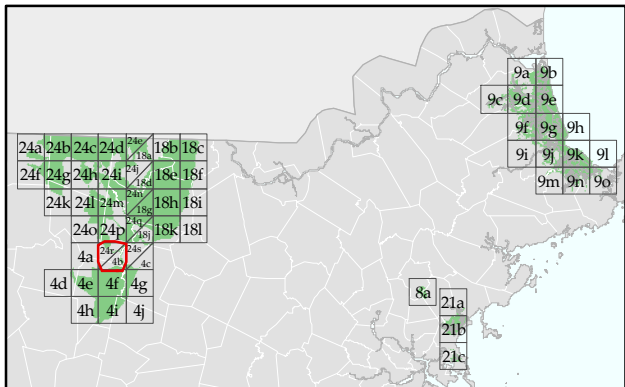 9a 9b
9c 9d 9e
9f 9g 9h
9i 9j 9k 9l
9m 9n 9o
24a 24b 24c 24d 24e 18a 18b 18c
24f 24g 24h 24i 24j 18d 18e 18f
24k 24l 24m 24n 18g 18h 18i
24o 24p 24q 18j 18k 18l
4a 24r 4b 24s 4c
4d 4e 4f 4g
4h 4i 4j
8a
21a
21b
21c